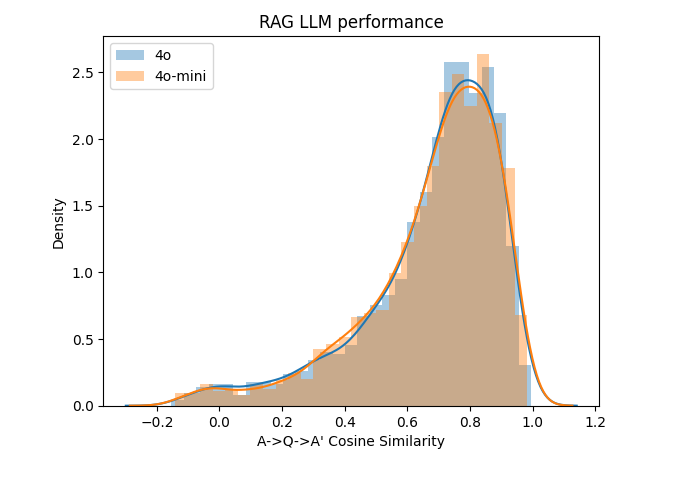 RAG LLM performance
4o
4o-mini
Density
2.5
2.0
1.5
1.0
0.5
0.0
−0.2 0.0 0.2 0.4 0.6 0.8 1.0 1.2
A->Q->A' Cosine Similarity